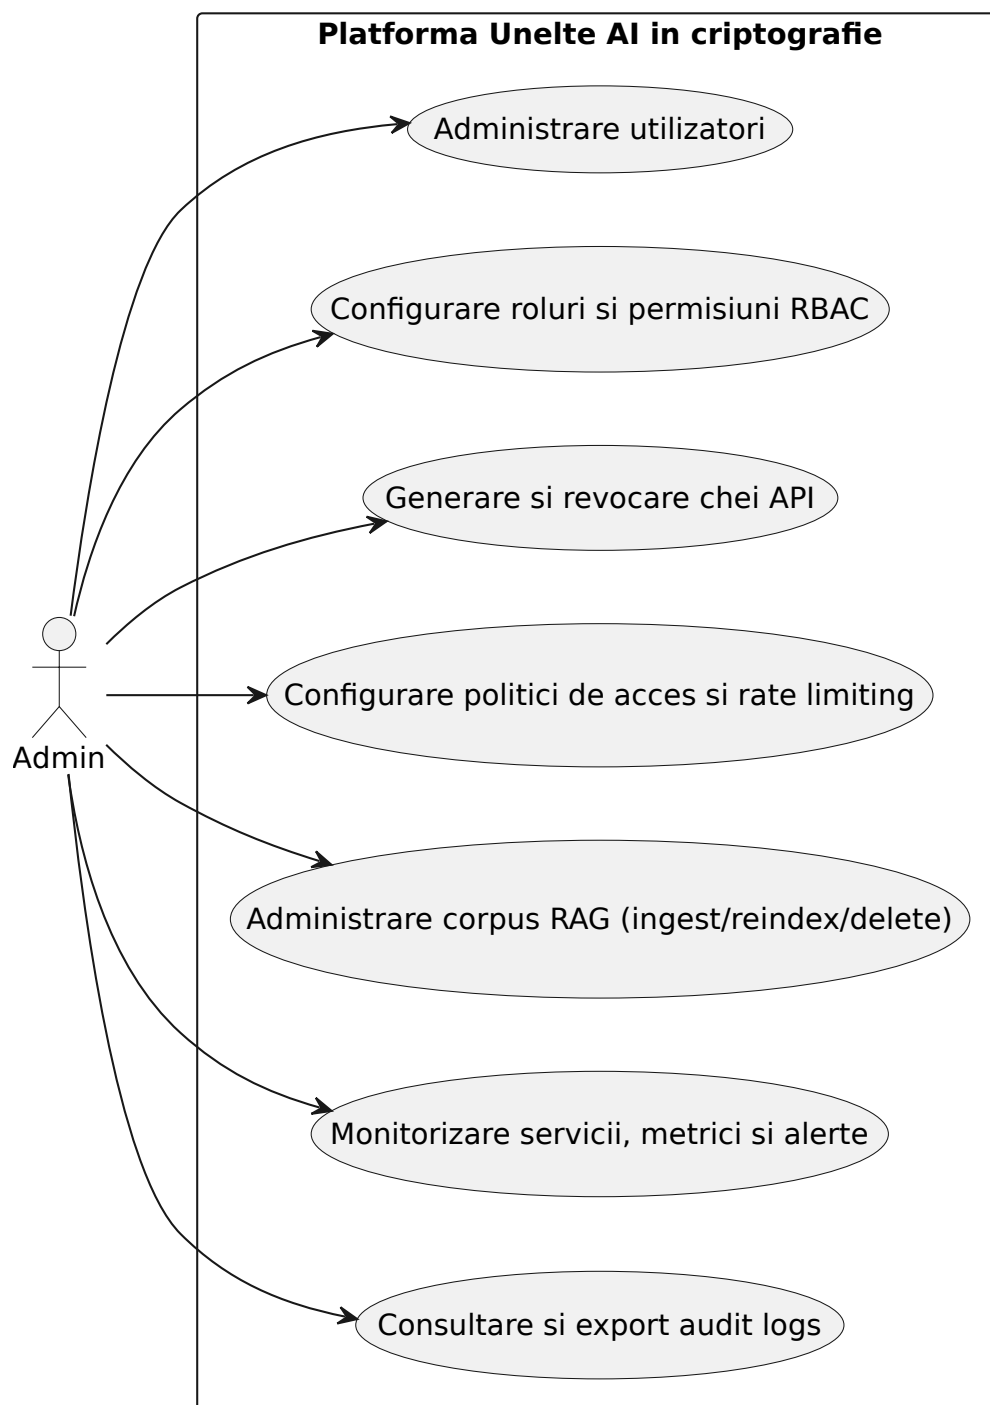 Platforma Unelte AI in criptografie
Administrare utilizatori
Configurare roluri si permisiuni RBAC
Generare si revocare chei API
Configurare politici de acces si rate limiting
Admin
Administrare corpus RAG (ingest/reindex/delete)
Monitorizare servicii, metrici si alerte
Consultare si export audit logs